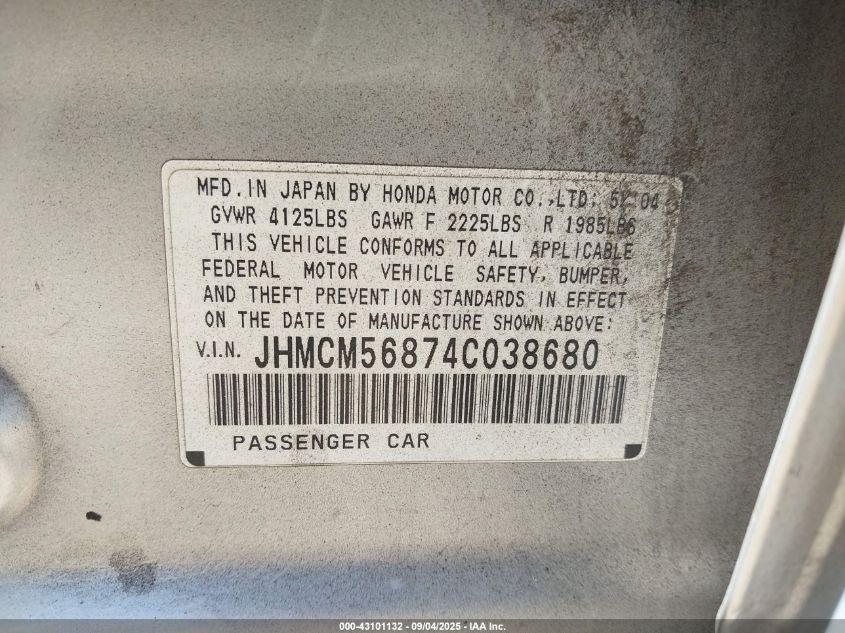 MFD. IN JAPAN BY HONDA MOTOR CO., LTD. 5/04
GVWR 4125LBS GAWR F 2225LBS R 1985LBS
THIS VEHICLE CONFORMS TO ALL APPLICABLE
FEDERAL MOTOR VEHICLE SAFETY, BUMPER,
AND THEFT PREVENTION STANDARDS IN EFFECT
ON THE DATE OF MANUFACTURE SHOWN ABOVE:
V.I.N. JHMCM56874C038680
PASSENGER CAR
000-43101132 - 09/04/2025 - IAA Inc.